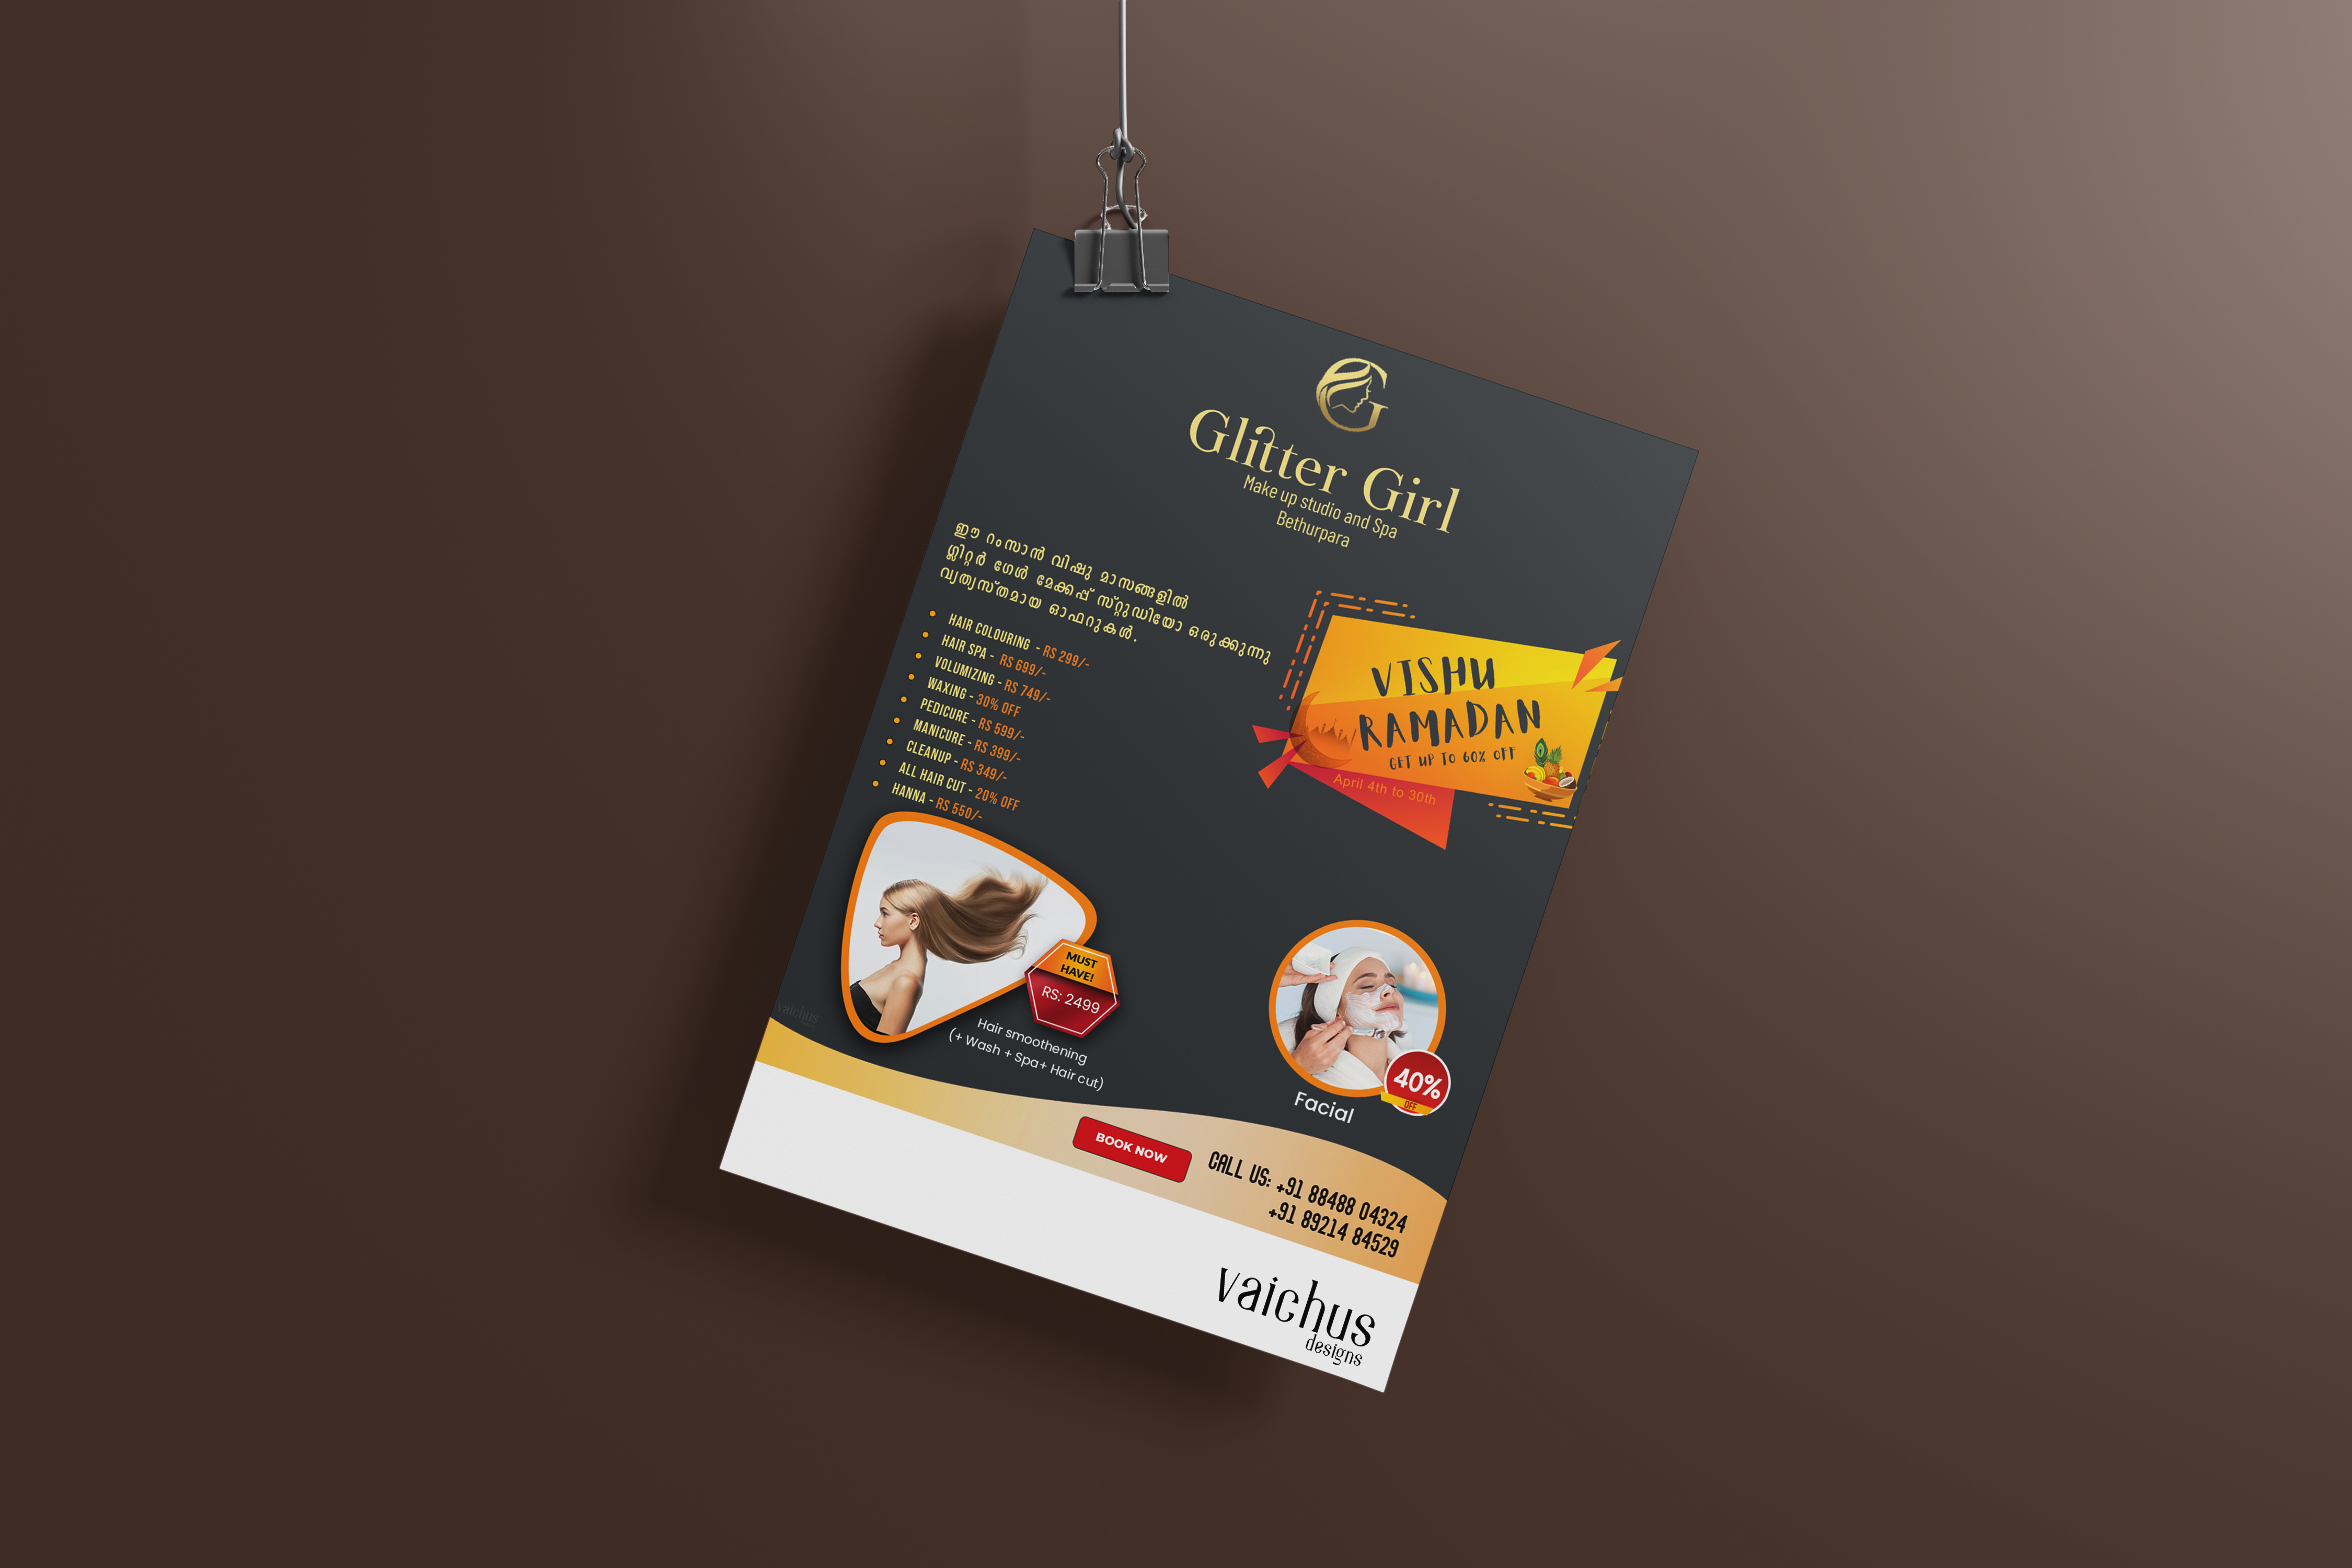 Glitter Girl
Make up studio and Spa
Bethurpara
ഈ റംസാൻ വിഷു മാസങ്ങളിൽ
ഗ്ലിറ്റർ ഗേൾ മേക്കപ്പ് സ്റ്റുഡിയോ ഒരുക്കുന്നു
വ്യത്യസ്തമായ ഓഫറുകൾ.
HAIR COLOURING - RS 299/-
HAIR SPA - RS 699/-
VOLUMIZING - RS 749/-
WAXING - 30% OFF
PEDICURE - RS 599/-
MANICURE - RS 399/-
CLEANUP - RS 349/-
ALL HAIR CUT - 20% OFF
HANNA - RS 550/-
VISHU
RAMADAN
GET UP TO 60% OFF
April 4th to 30th
MUST
HAVE!
RS: 2499
Hair smoothening
(+ Wash + Spa+ Hair cut)
40%
OFF
Facial
vaichus
BOOK NOW
CALL US: +91 88488 04324
+91 89214 84529
vaichus
designs